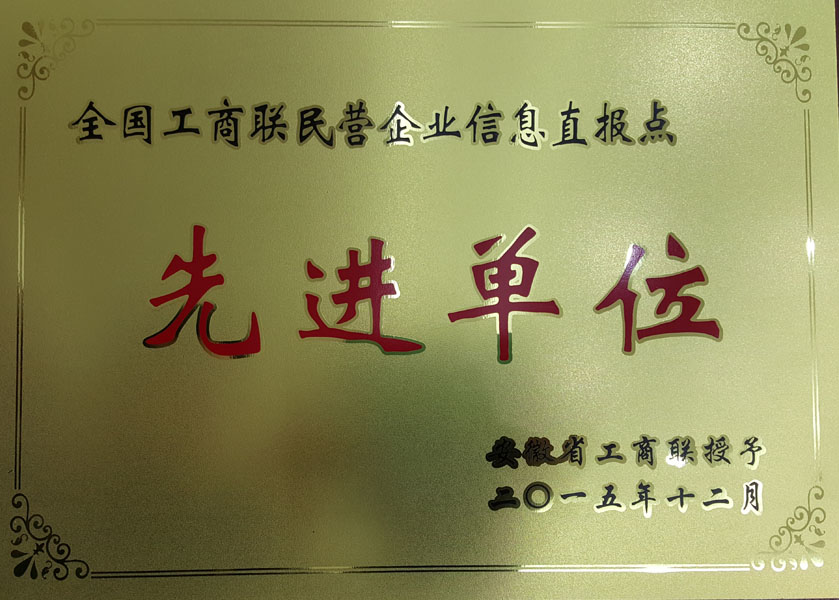 全国工商联民营企业信息直报点
先进单位
安徽省工商联授予
二〇一五年十二月